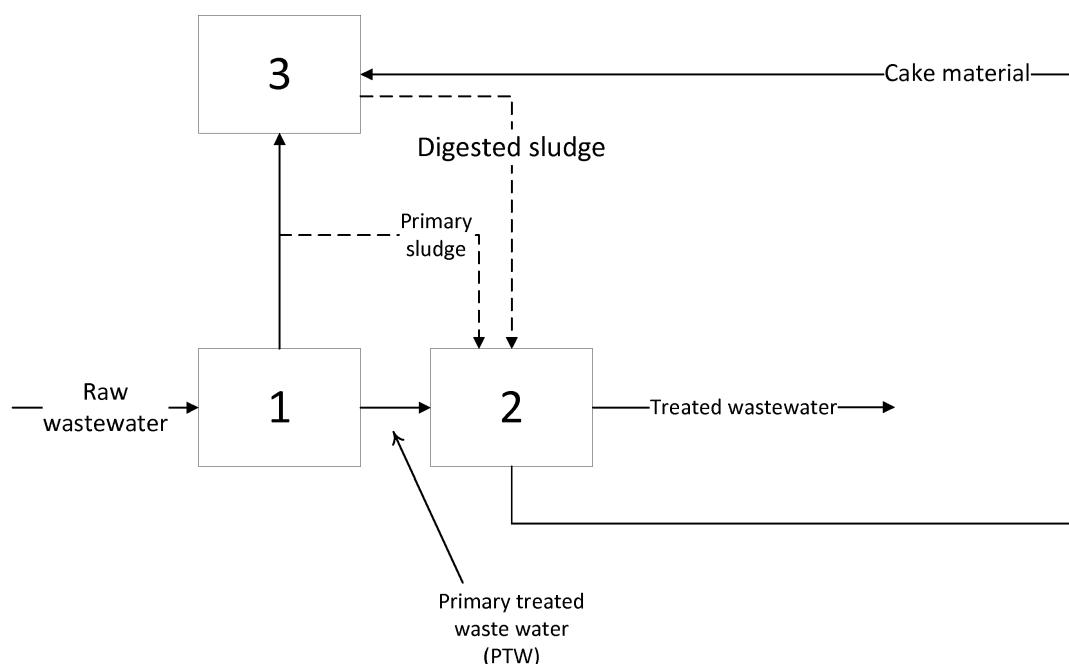 3
Cake material
Digested sludge
Primary
sludge
Raw
wastewater
1
2
Treated wastewater
Primary treated
waste water
(PTW)